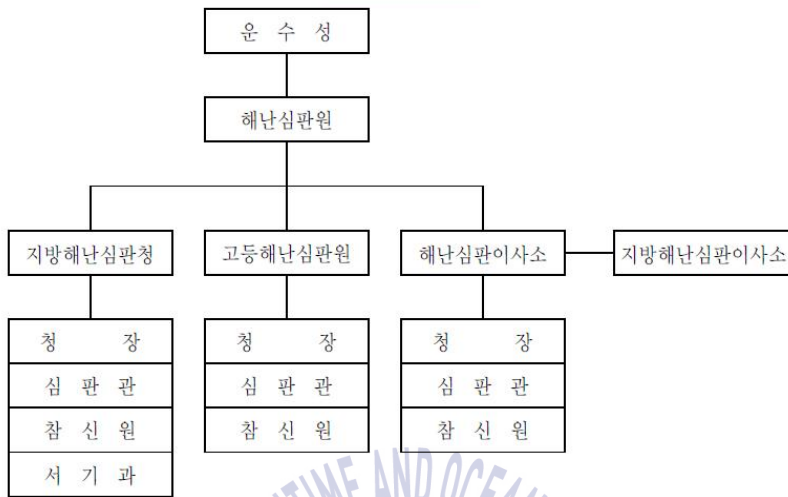 운 수 성
해난심판원
지방해난심판청 고등해난심판원 해난심판이사소 지방해난심판이사소
청 장 청 장 청 장
심 판 관 심 판 관 심 판 관
참 신 원 참 신 원 참 신 원
서 기 과
TIME AND OCEAN